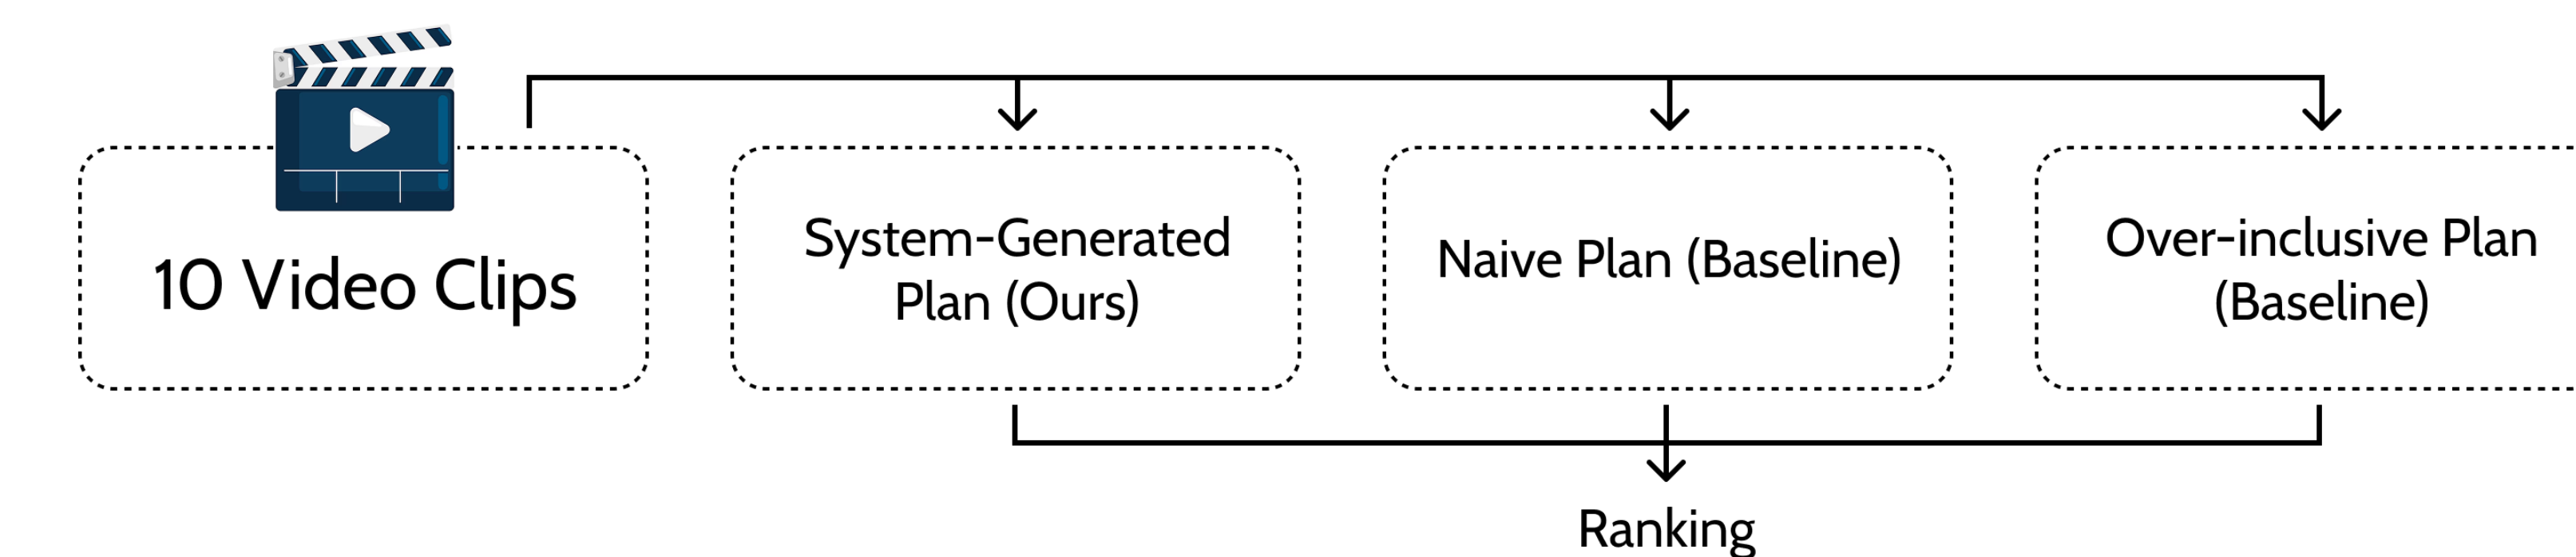 10 Video Clips
System-Generated
Plan (Ours)
Naive Plan (Baseline)
Over-inclusive Plan
(Baseline)
Ranking